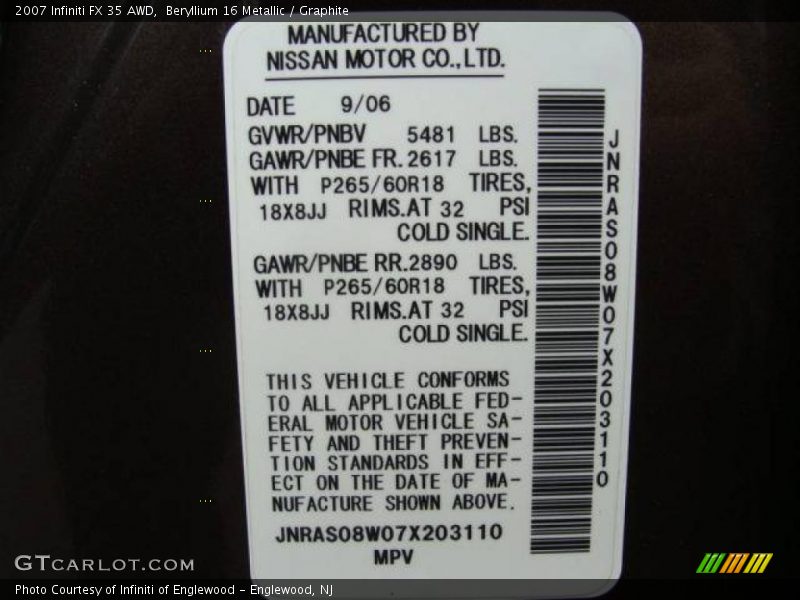 2007 Infiniti FX 35 AWD,  Beryllium 16 Metallic / Graphite
MANUFACTURED BY
NISSAN MOTOR CO.,LTD.
DATE 9/06
GVWR/PNBV 5481 LBS.
GAWR/PNBE FR. 2617 LBS.
WITH P265/60R18 TIRES,
18X8JJ RIMS.AT 32 PSI
COLD SINGLE.
GAWR/PNBE RR. 2890 LBS.
WITH P265/60R18 TIRES,
18X8JJ RIMS.AT 32 PSI
COLD SINGLE.
THIS VEHICLE CONFORMS
TO ALL APPLICABLE FED-
ERAL MOTOR VEHICLE SA-
FETY AND THEFT PREVEN-
TION STANDARDS IN EFF-
ECT ON THE DATE OF MA-
NUFACTURE SHOWN ABOVE.
JNRAS08W07X203110
MPV
JNRAS08W07X203110
GTCARLOT.COM
Photo Courtesy of Infiniti of Englewood - Englewood, NJ